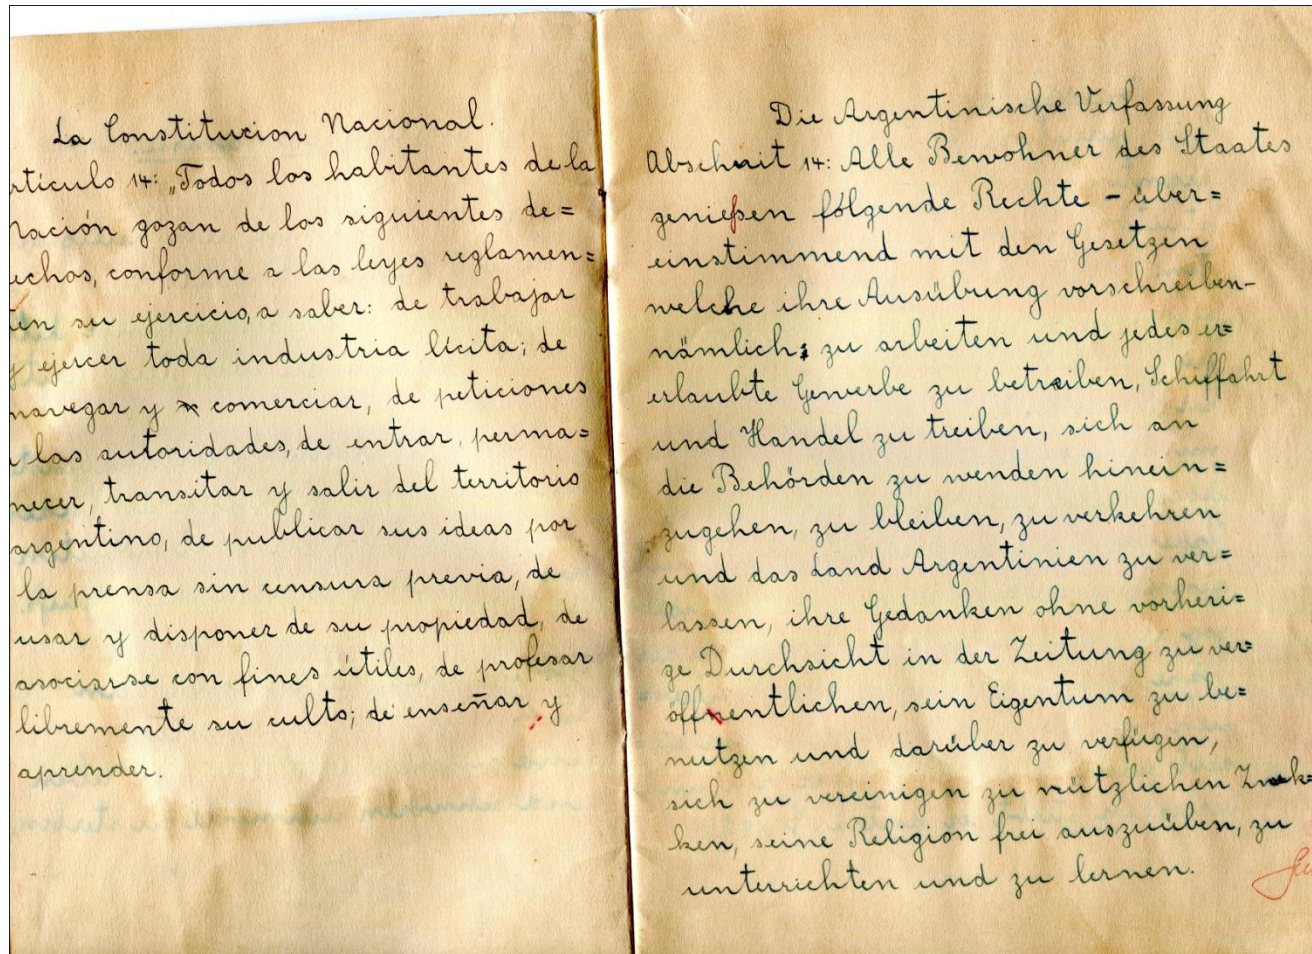 La Constitucion Nacional.
rtículo 14: „Todos los habitantes de la
Nación gozan de los siguientes de=
echos, conforme a las leyes reglamen=
ten su ejercicio, a saber: de trabajar
y ejercer toda industria lícita; de
navegar y comerciar, de peticiones
a las autoridades, de entrar, perma=
necer, transitar y salir del territorio
argentino, de publicar sus ideas por
la prensa sin censura previa, de
usar y disponer de su propiedad, de
asociarse con fines útiles, de profesar
libremente su culto; de enseñar y
aprender.
Die Argentinische Verfassung
Abschnit 14: Alle Bewohner des Staates
genießen folgende Rechte – über=
einstimmend mit den Gesetzen
welche ihre Ausübung vorschreiben–
nämlich: zu arbeiten und jedes er=
erlaubte Gewerbe zu betreiben, Schiffahrt
und Handel zu treiben, sich an
die Behörden zu wenden hinein=
zugehen, zu bleiben, zu verkehren
und das Land Argentinien zu ver=
lassen, ihre Gedanken ohne vorheri=
ge Durchsicht in der Zeitung zu ver=
öffnentlichen, sein Eigentum zu be=
nutzen und darüber zu verfügen,
sich zu vereinigen zu nützlichen Zwek=
ken, seine Religion frei auszuüben, zu
unterrichten und zu lernen.